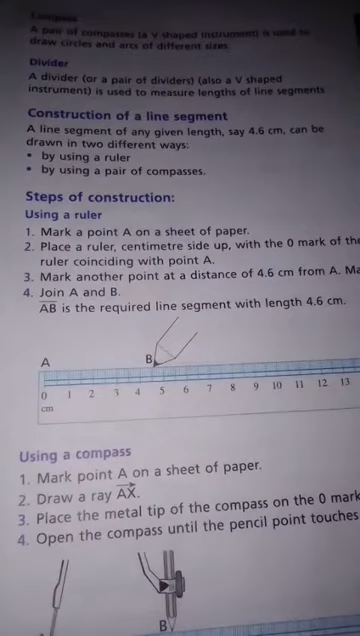 Compass
A pair of compasses (a V shaped instrument) is used to
draw circles and arcs of different sizes.
Divider
A divider (or a pair of dividers) (also a V shaped
instrument) is used to measure lengths of line segments
Construction of a line segment
A line segment of any given length, say 4.6 cm, can be
drawn in two different ways:
• by using a ruler
• by using a pair of compasses.
Steps of construction:
Using a ruler
1. Mark a point A on a sheet of paper.
2. Place a ruler, centimetre side up, with the 0 mark of the
ruler coinciding with point A.
3. Mark another point at a distance of 4.6 cm from A. Ma
4. Join A and B.
AB is the required line segment with length 4.6 cm.
A B
0 1 2 3 4 5 6 7 8 9 10 11 12 13
cm
Using a compass
1. Mark point A on a sheet of paper.
2. Draw a ray AX.
3. Place the metal tip of the compass on the 0 mark
4. Open the compass until the pencil point touches
B